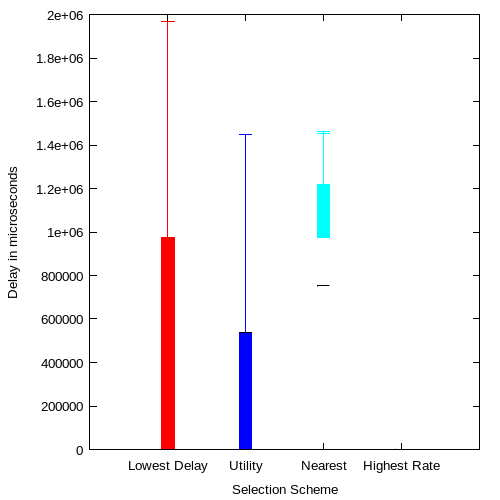 2e+06
1.8e+06
1.6e+06
1.4e+06
1.2e+06
1e+06
800000
600000
400000
200000
0
Delay in microseconds
Lowest Delay Utility Nearest Highest Rate
Selection Scheme